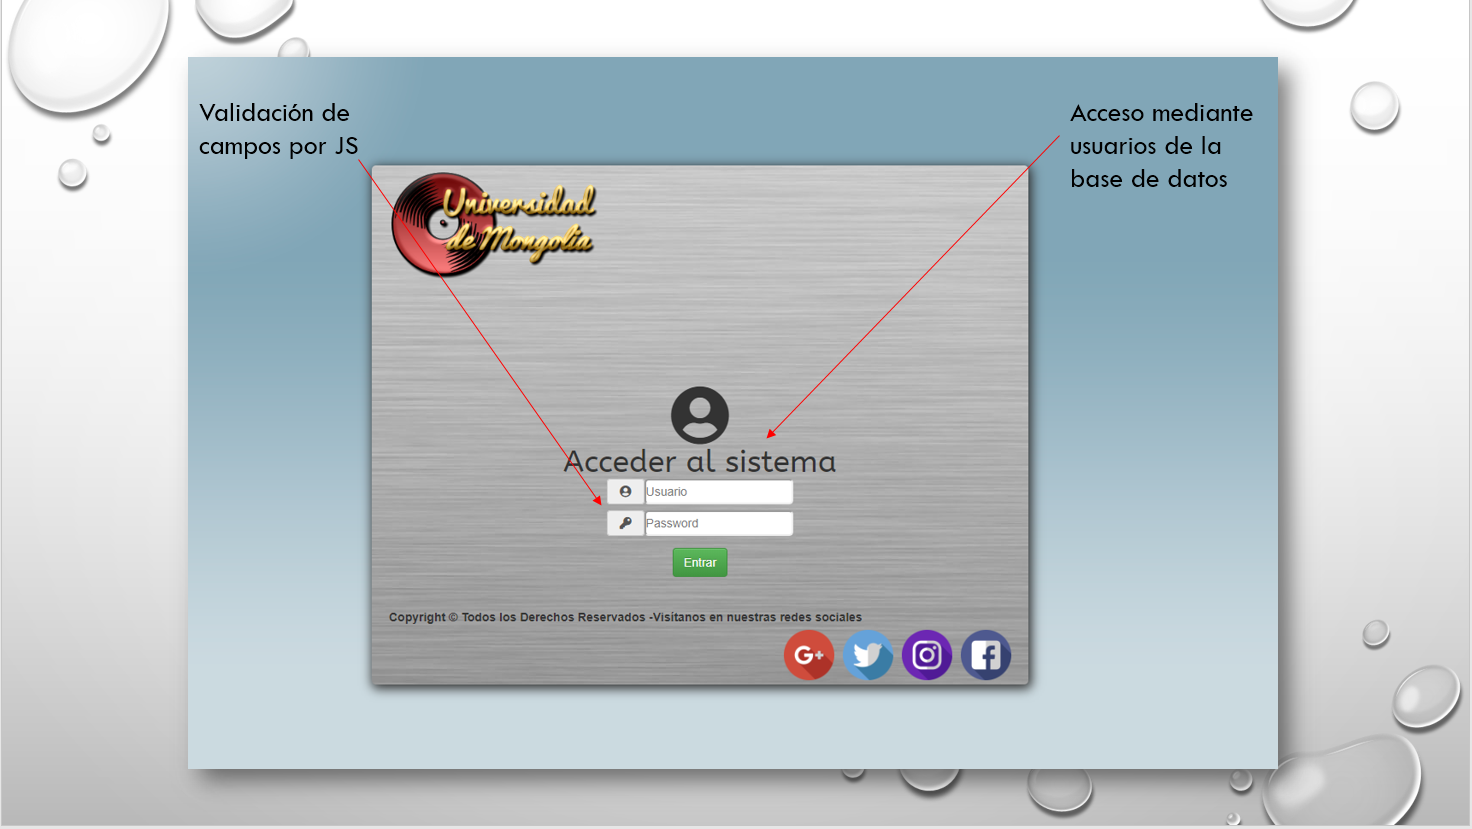 Validación de
campos por JS
Acceso mediante
usuarios de la
base de datos
Universidad
de Mongolia
Acceder al sistema
Usuario
Password
Entrar
Copyright © Todos los Derechos Reservados -Visítanos en nuestras redes sociales
G+